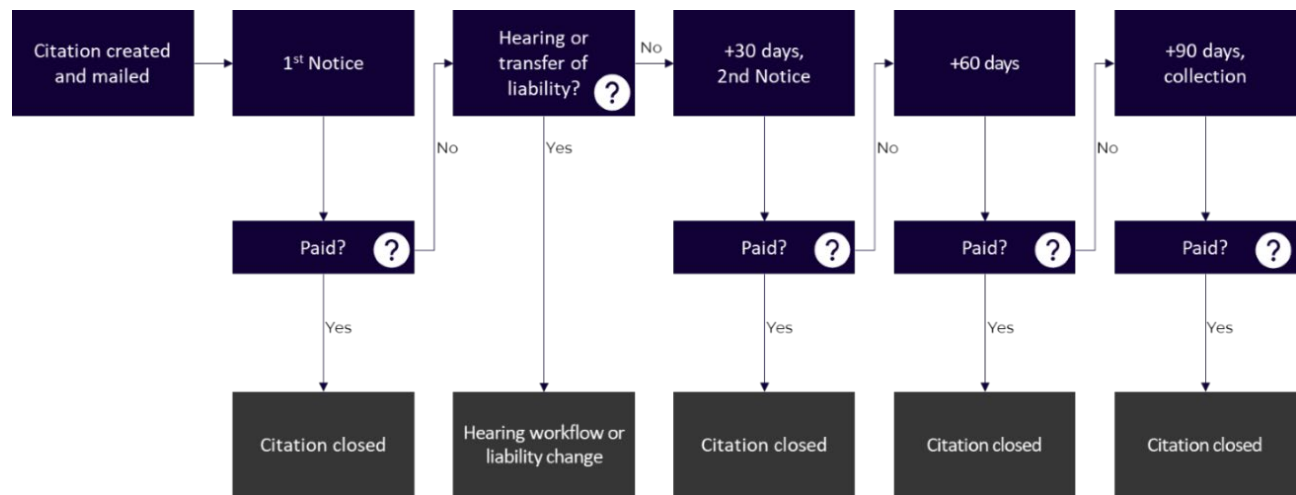 Citation created
and mailed
1st Notice
Hearing or
transfer of
liability?
?
No
+30 days,
2nd Notice
+60 days
+90 days,
collection
No
Yes
No
No
Paid?
?
Paid?
?
Paid?
?
Paid?
?
Yes
Yes
Yes
Yes
Citation closed
Hearing workflow or
liability change
Citation closed
Citation closed
Citation closed